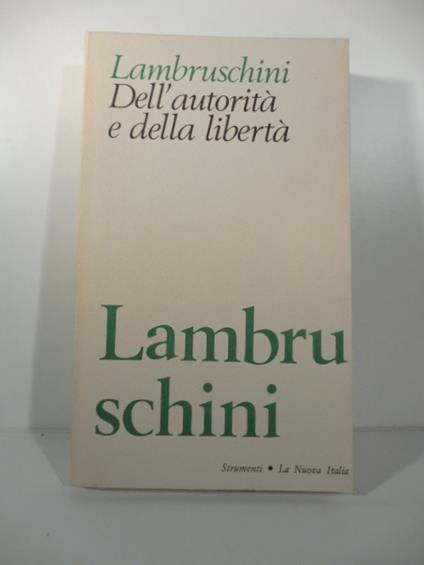 Lambruschini
Dell'autorità
e della libertà
Lambru
schini
Strumenti • La Nuova Italia